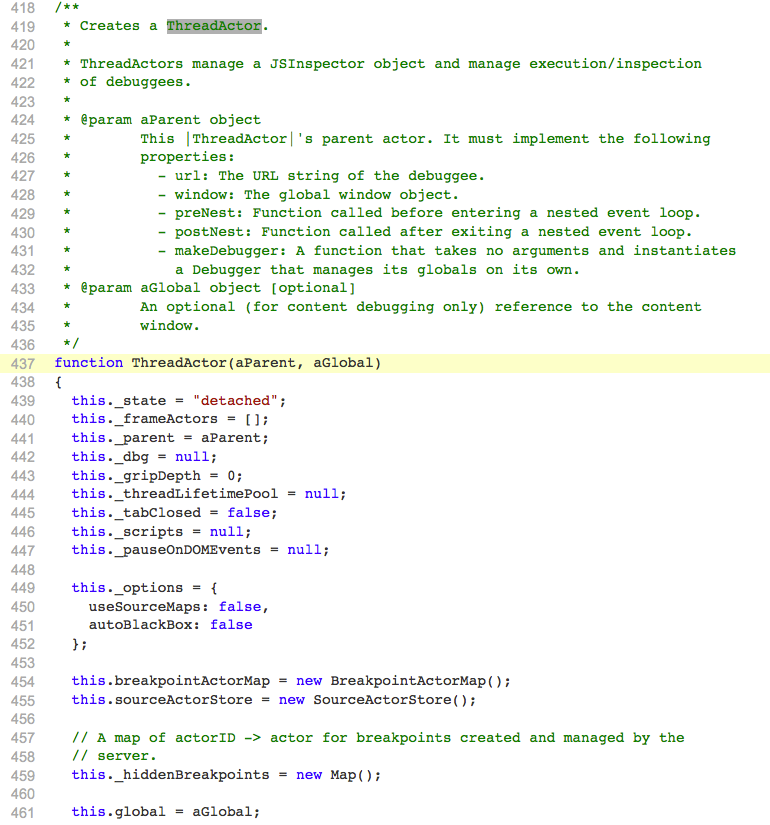 418 /**
419  * Creates a ThreadActor.
420  *
421  * ThreadActors manage a JSInspector object and manage execution/inspection
422  * of debuggees.
423  *
424  * @param aParent object
425  *        This |ThreadActor|'s parent actor. It must implement the following
426  *        properties:
427  *          - url: The URL string of the debuggee.
428  *          - window: The global window object.
429  *          - preNest: Function called before entering a nested event loop.
430  *          - postNest: Function called after exiting a nested event loop.
431  *          - makeDebugger: A function that takes no arguments and instantiates
432  *            a Debugger that manages its globals on its own.
433  * @param aGlobal object [optional]
434  *        An optional (for content debugging only) reference to the content
435  *        window.
436  */
437 function ThreadActor(aParent, aGlobal)
438 {
439   this._state = "detached";
440   this._frameActors = [];
441   this._parent = aParent;
442   this._dbg = null;
443   this._gripDepth = 0;
444   this._threadLifetimePool = null;
445   this._tabClosed = false;
446   this._scripts = null;
447   this._pauseOnDOMEvents = null;
448
449   this._options = {
450     useSourceMaps: false,
451     autoBlackBox: false
452   };
453
454   this.breakpointActorMap = new BreakpointActorMap();
455   this.sourceActorStore = new SourceActorStore();
456
457   // A map of actorID -> actor for breakpoints created and managed by the
458   // server.
459   this._hiddenBreakpoints = new Map();
460
461   this.global = aGlobal;